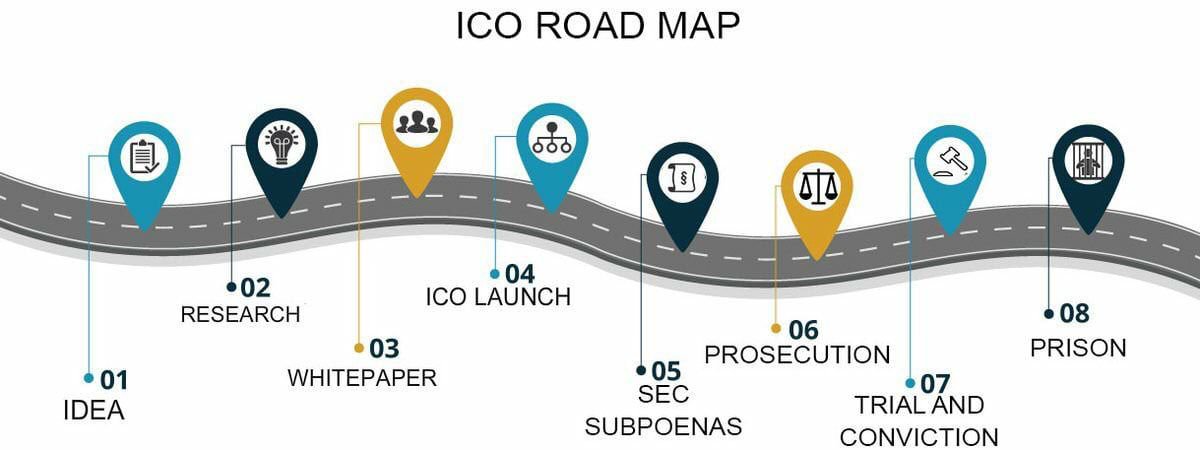 ICO ROAD MAP
01
IDEA
02
RESEARCH
03
WHITEPAPER
04
ICO LAUNCH
§
05
SEC
SUBPOENAS
06
PROSECUTION
07
TRIAL AND
CONVICTION
08
PRISON